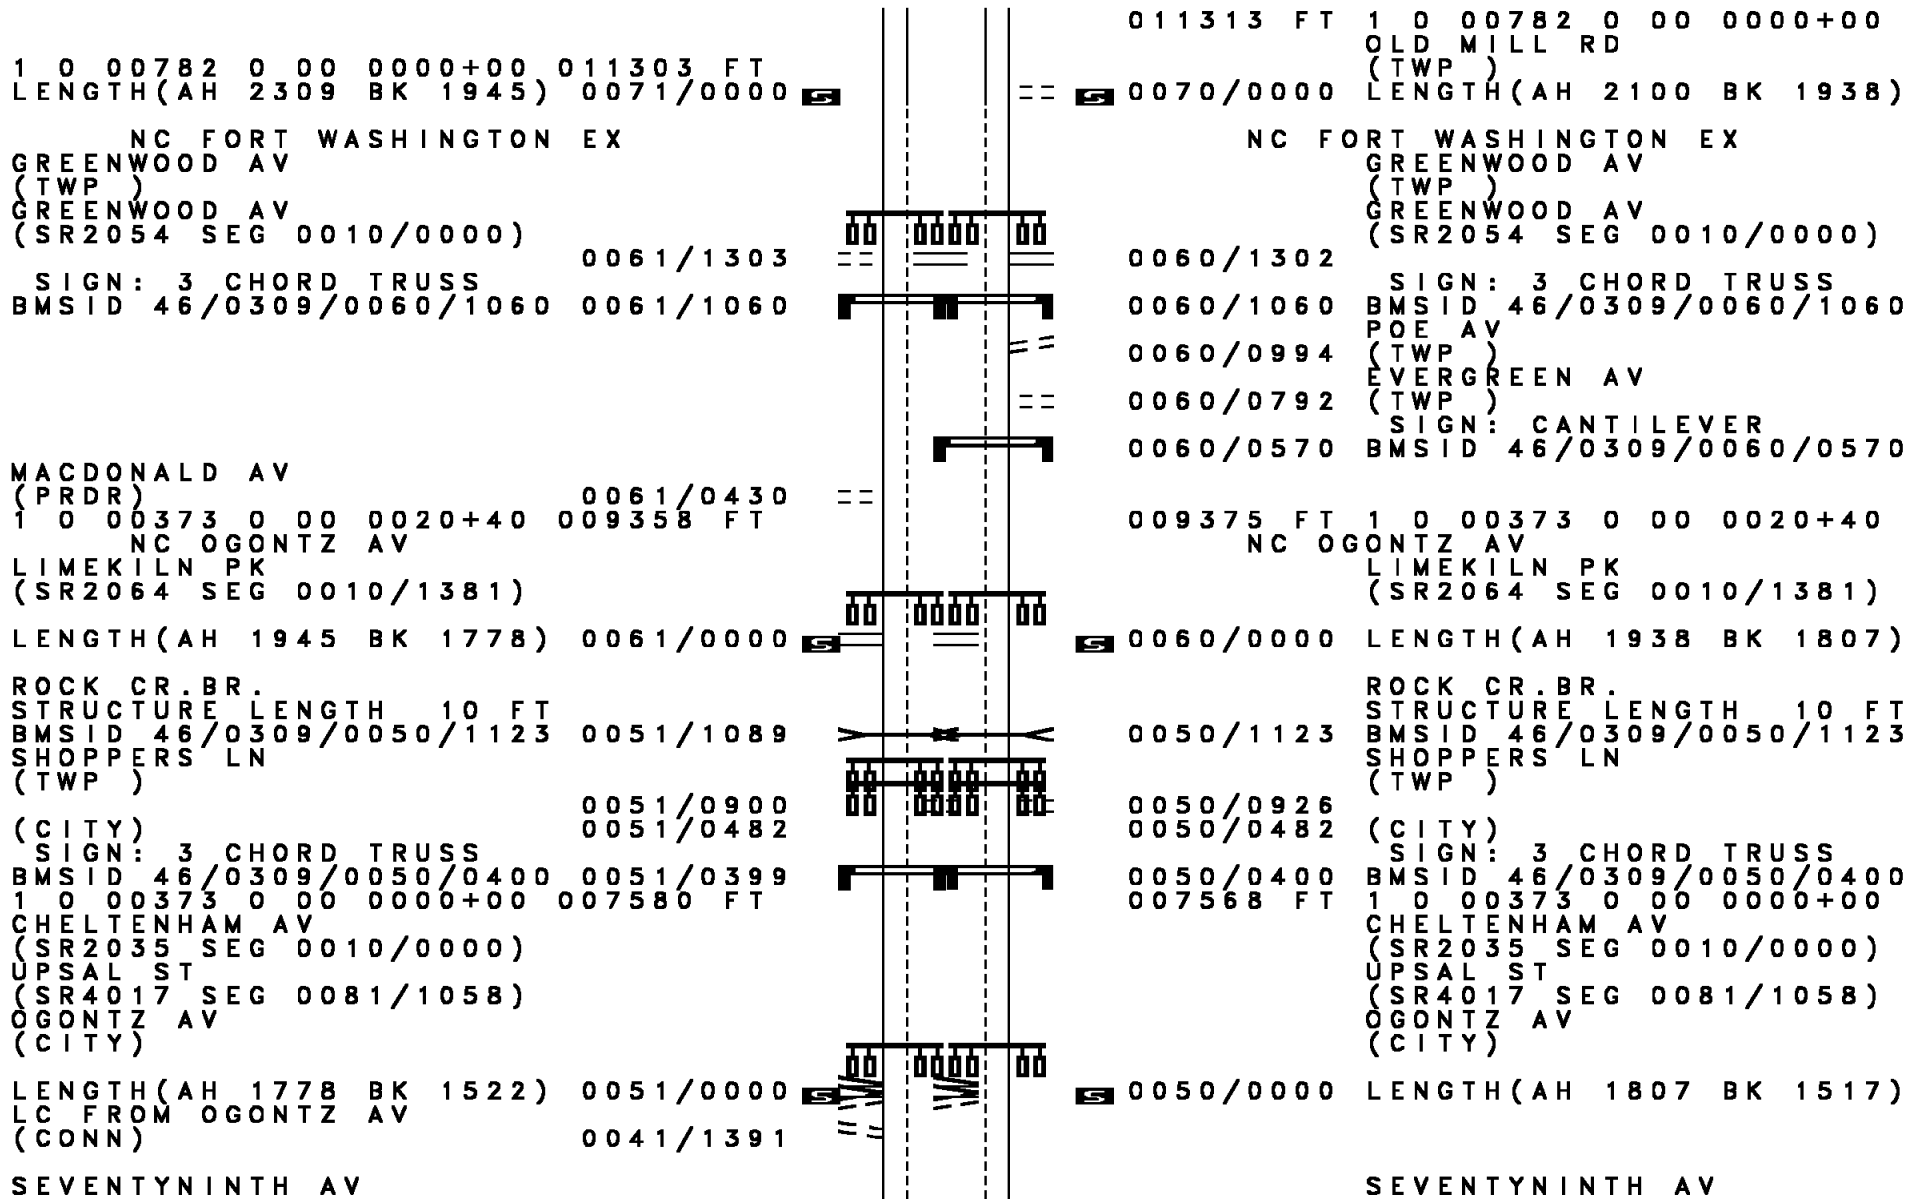 011313 FT 1 0 00782 0 00 0000+00
OLD MILL RD
1 0 00782 0 00 0000+00 011303 FT (TWP )
LENGTH(AH 2309 BK 1945) 0071/0000 S S 0070/0000 LENGTH(AH 2100 BK 1938)
NC FORT WASHINGTON EX NC FORT WASHINGTON EX
GREENWOOD AV GREENWOOD AV
(TWP ) (TWP )
GREENWOOD AV GREENWOOD AV
(SR2054 SEG 0010/0000) (SR2054 SEG 0010/0000)
0061/1303 0060/1302
SIGN: 3 CHORD TRUSS SIGN: 3 CHORD TRUSS
BMSID 46/0309/0060/1060 0061/1060 0060/1060 BMSID 46/0309/0060/1060
POE AV
0060/0994 (TWP )
EVERGREEN AV
0060/0792 (TWP )
SIGN: CANTILEVER
0060/0570 BMSID 46/0309/0060/0570
MACDONALD AV
(PRDR) 0061/0430
1 0 00373 0 00 0020+40 009358 FT 009375 FT 1 0 00373 0 00 0020+40
NC OGONTZ AV NC OGONTZ AV
LIMEKILN PK LIMEKILN PK
(SR2064 SEG 0010/1381) (SR2064 SEG 0010/1381)
LENGTH(AH 1945 BK 1778) 0061/0000 S S 0060/0000 LENGTH(AH 1938 BK 1807)
ROCK CR.BR. ROCK CR.BR.
STRUCTURE LENGTH 10 FT STRUCTURE LENGTH 10 FT
BMSID 46/0309/0050/1123 0051/1089 0050/1123 BMSID 46/0309/0050/1123
SHOPPERS LN SHOPPERS LN
(TWP ) (TWP )
0051/0900 0050/0926
(CITY) 0051/0482 0050/0482 (CITY)
SIGN: 3 CHORD TRUSS SIGN: 3 CHORD TRUSS
BMSID 46/0309/0050/0400 0051/0399 0050/0400 BMSID 46/0309/0050/0400
1 0 00373 0 00 0000+00 007580 FT 007568 FT 1 0 00373 0 00 0000+00
CHELTENHAM AV CHELTENHAM AV
(SR2035 SEG 0010/0000) (SR2035 SEG 0010/0000)
UPSAL ST UPSAL ST
(SR4017 SEG 0081/1058) (SR4017 SEG 0081/1058)
OGONTZ AV OGONTZ AV
(CITY) (CITY)
LENGTH(AH 1778 BK 1522) 0051/0000 S S 0050/0000 LENGTH(AH 1807 BK 1517)
LC FROM OGONTZ AV
(CONN) 0041/1391
SEVENTYNINTH AV SEVENTYNINTH AV